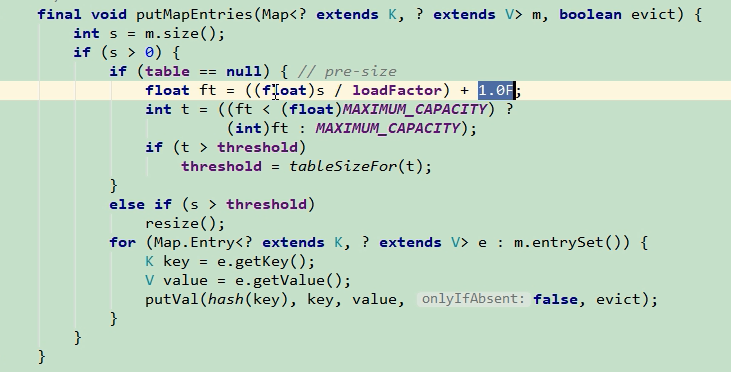 final void putMapEntries(Map<? extends K, ? extends V> m, boolean evict) {
int s = m.size();
if (s > 0) {
if (table == null) { // pre-size
float ft = ((float)s / loadFactor) + 1.0F;
int t = ((ft < (float)MAXIMUM_CAPACITY) ?
(int)ft : MAXIMUM_CAPACITY);
if (t > threshold)
threshold = tableSizeFor(t);
}
else if (s > threshold)
resize();
for (Map.Entry<? extends K, ? extends V> e : m.entrySet()) {
K key = e.getKey();
V value = e.getValue();
putVal(hash(key), key, value, onlyIfAbsent: false, evict);
}
}
}